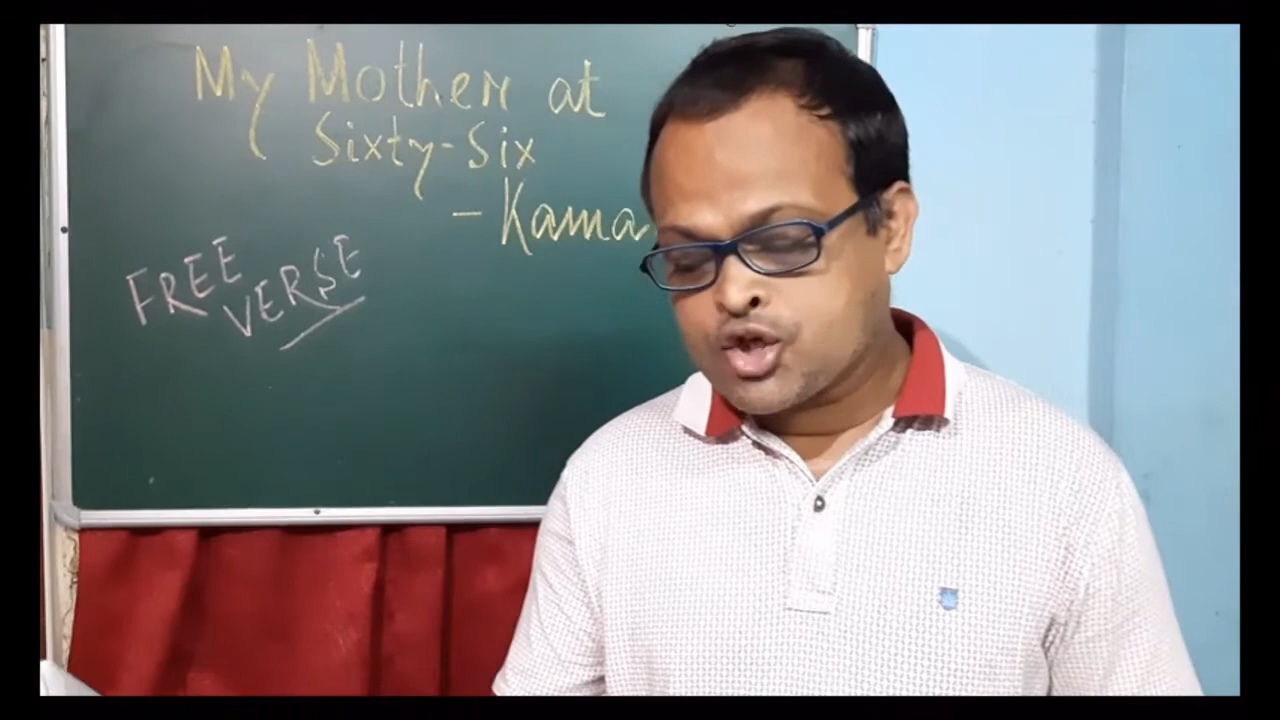 My Mother at
Sixty-Six
- Kama
FREE
VERSE